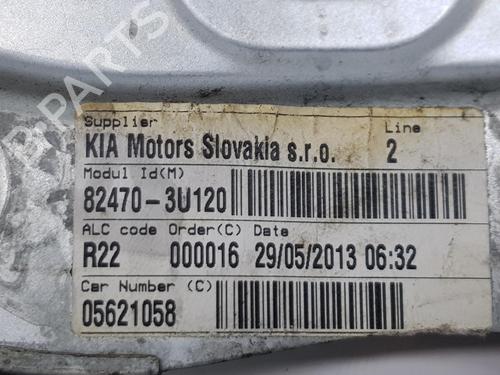 B PARTS
Supplier Line
KIA Motors Slovakia s.r.o. 2
Modul Id(M)
82470-3U120
ALC code Order(C) Date
R22 000016 29/05/2013 06:32
Car Number (C)
05621058